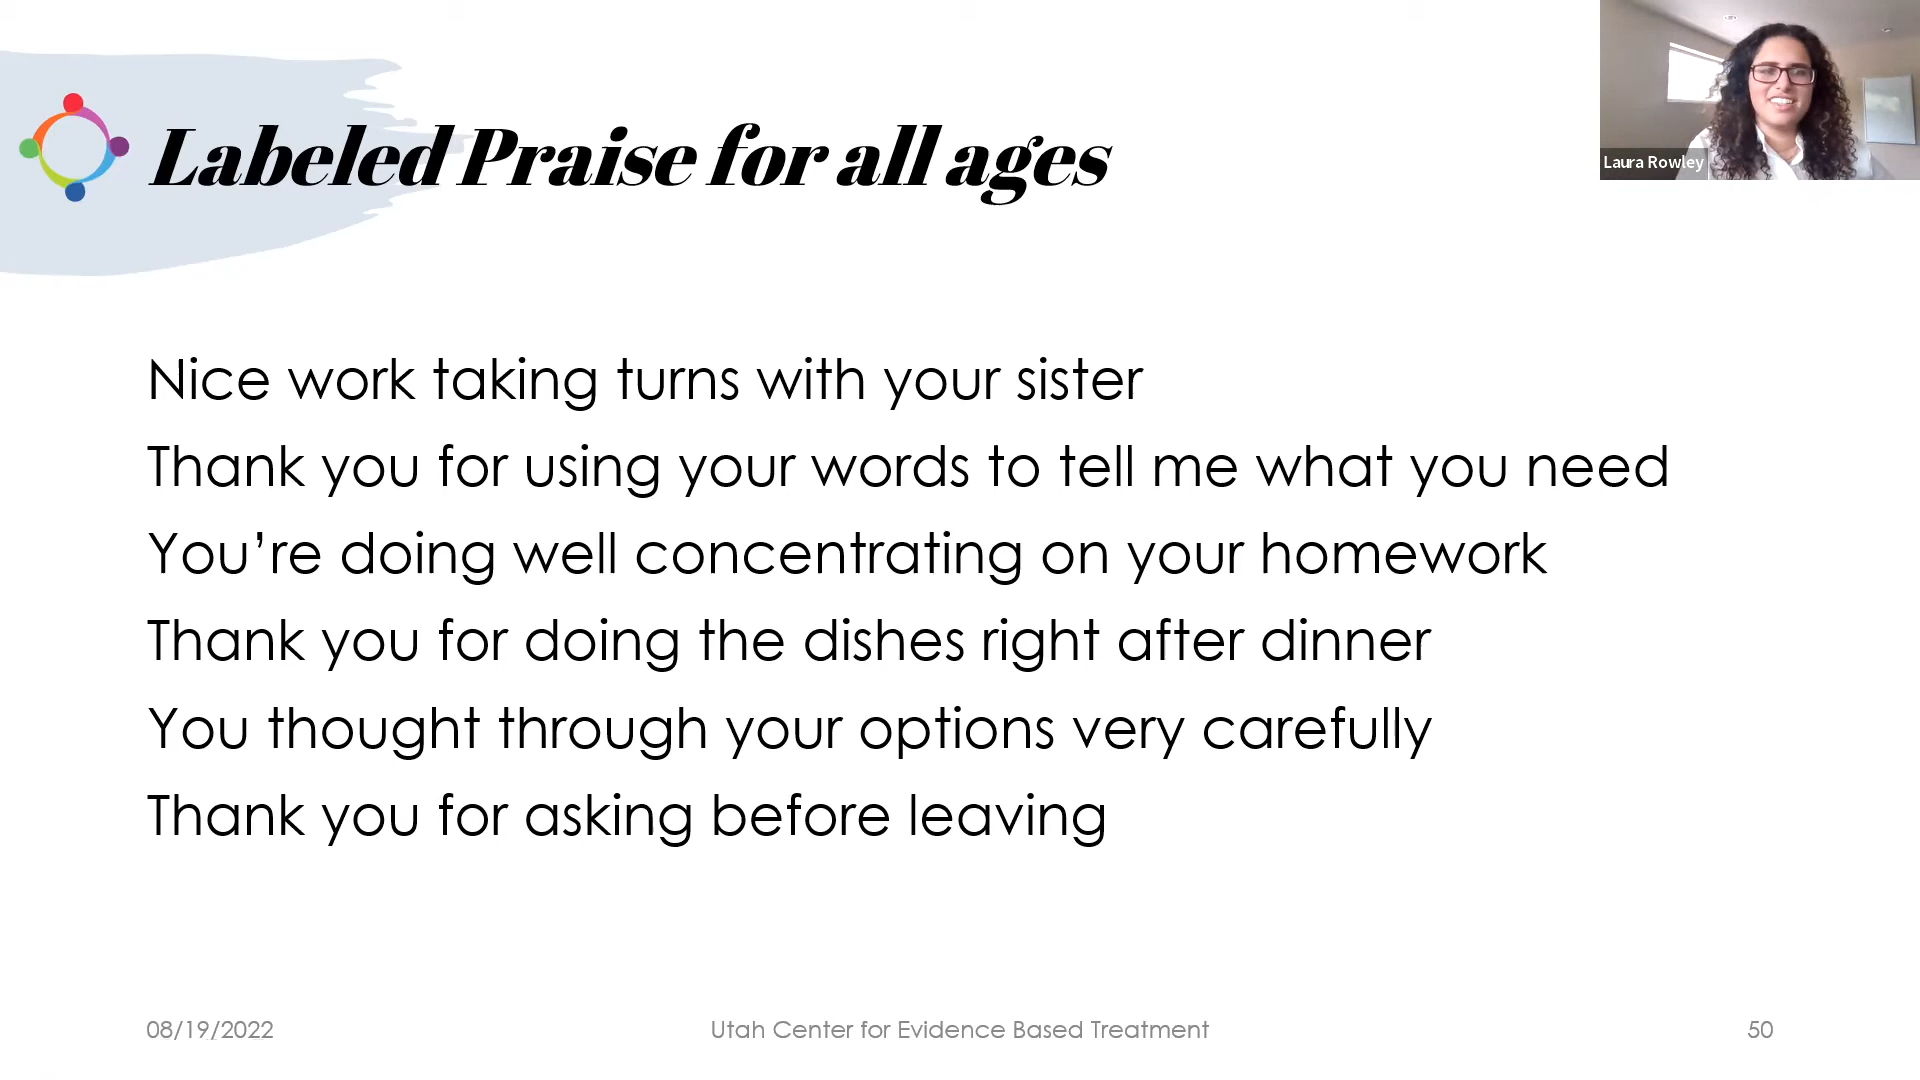 Labeled Praise for all ages
Laura Rowley
Nice work taking turns with your sister
Thank you for using your words to tell me what you need
You’re doing well concentrating on your homework
Thank you for doing the dishes right after dinner
You thought through your options very carefully
Thank you for asking before leaving
08/19/2022
Utah Center for Evidence Based Treatment
50